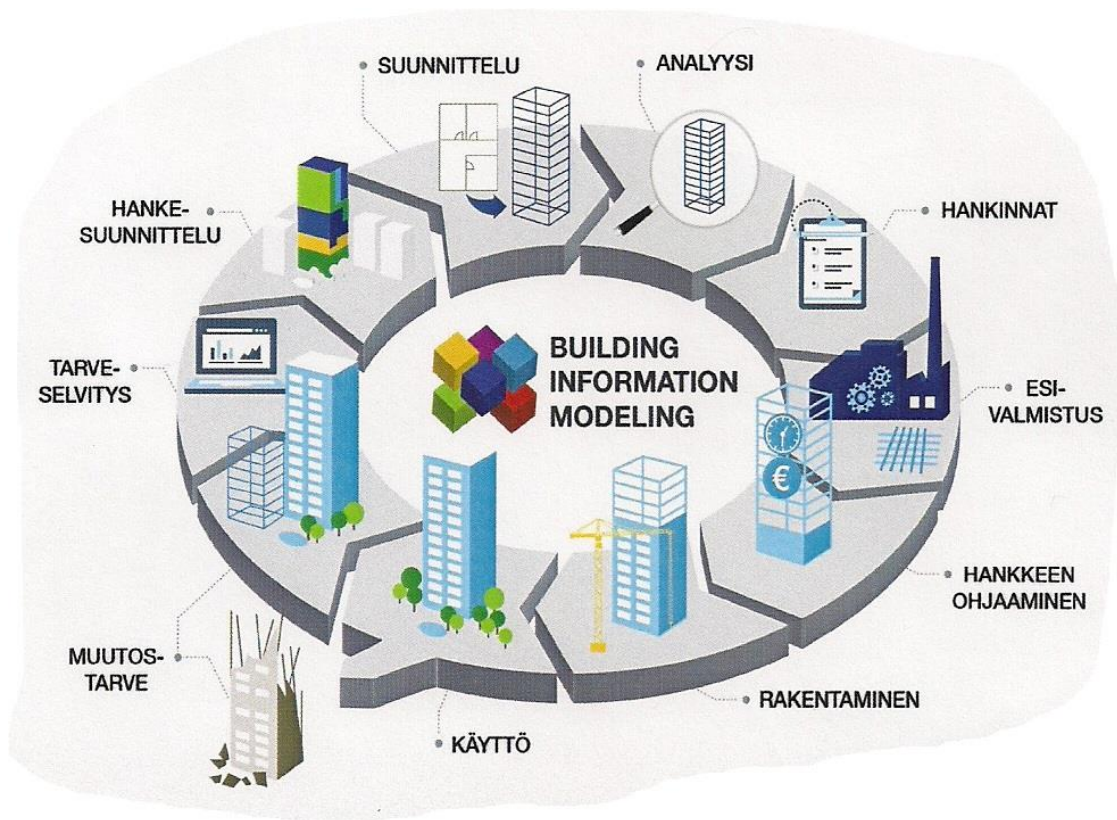 SUUNNITTELU
ANALYYSI
HANKE-
SUUNNITTELU
HANKINNAT
TARVE-
SELVITYS
BUILDING
INFORMATION
MODELING
ESI-
VALMISTUS
€
HANKKEEN
OHJAAMINEN
MUUTOS-
TARVE
RAKENTAMINEN
KÄYTTÖ